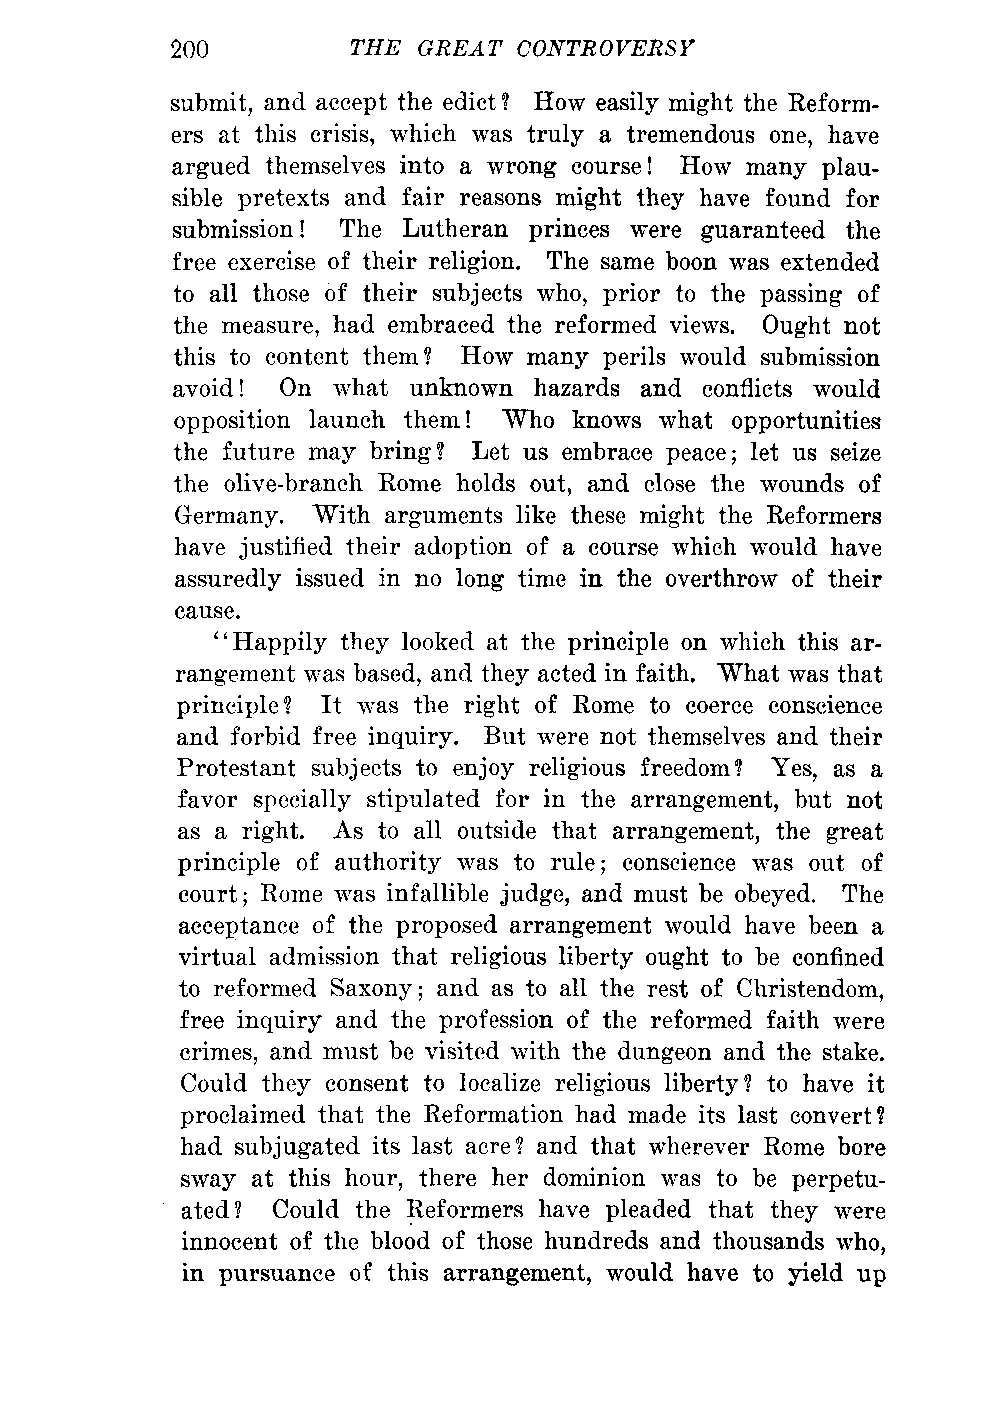 200 THE GREAT CONTROVERSY
submit, and accept the edict? How easily might the Reform-
ers at this crisis, which was truly a tremendous one, have
argued themselves into a wrong course! How many plau-
sible pretexts and fair reasons might they have found for
submission! The Lutheran princes were guaranteed the
free exercise of their religion. The same boon was extended
to all those of their subjects who, prior to the passing of
the measure, had embraced the reformed views. Ought not
this to content them? How many perils would submission
avoid! On what unknown hazards and conflicts would
opposition launch them! Who knows what opportunities
the future may bring? Let us embrace peace; let us seize
the olive-branch Rome holds out, and close the wounds of
Germany. With arguments like these might the Reformers
have justified their adoption of a course which would have
assuredly issued in no long time in the overthrow of their
cause.
"Happily they looked at the principle on which this ar-
rangement was based, and they acted in faith. What was that
principle? It was the right of Rome to coerce conscience
and forbid free inquiry. But were not themselves and their
Protestant subjects to enjoy religious freedom? Yes, as a
favor specially stipulated for in the arrangement, but not
as a right. As to all outside that arrangement, the great
principle of authority was to rule; conscience was out of
court; Rome was infallible judge, and must be obeyed. The
acceptance of the proposed arrangement would have been a
virtual admission that religious liberty ought to be confined
to reformed Saxony; and as to all the rest of Christendom,
free inquiry and the profession of the reformed faith were
crimes, and must be visited with the dungeon and the stake.
Could they consent to localize religious liberty? to have it
proclaimed that the Reformation had made its last convert?
had subjugated its last acre? and that wherever Rome bore
sway at this hour, there her dominion was to be perpetu-
ated? Could the Reformers have pleaded that they were
innocent of the blood of those hundreds and thousands who,
in pursuance of this arrangement, would have to yield up